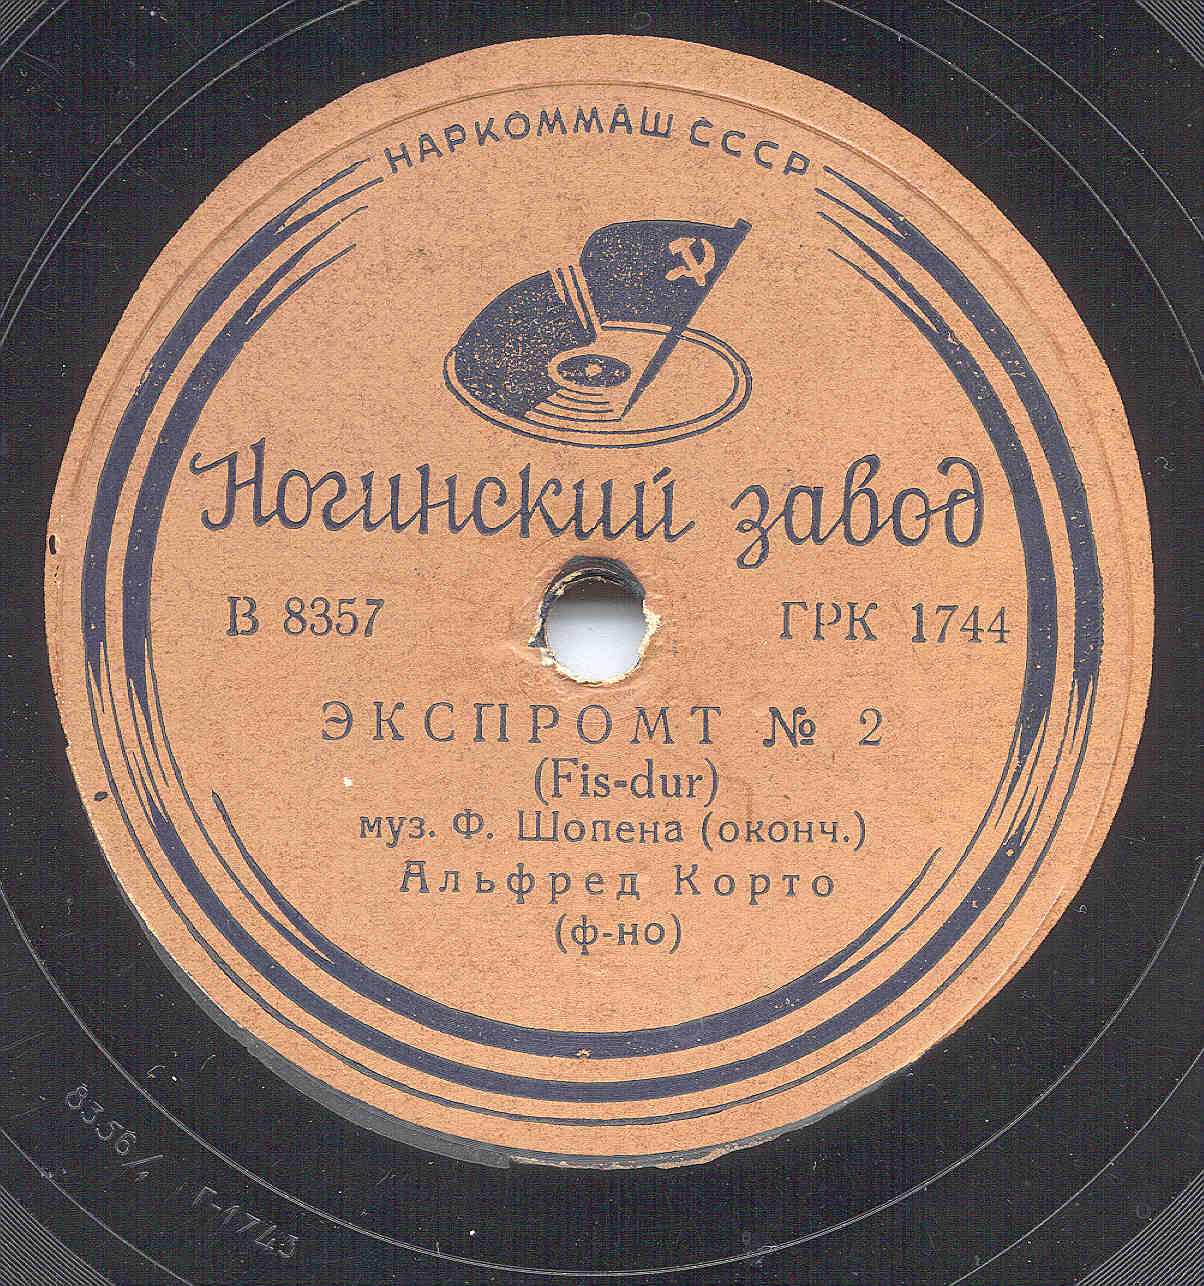 НАРКОММАШ СССР
Ногинский завод
В 8357 ГРК 1744
ЭКСПРОМТ № 2
(Fis-dur)
муз. Ф. Шопена (оконч.)
Альфред Корто
(ф-но)
8356/1 Г-1743